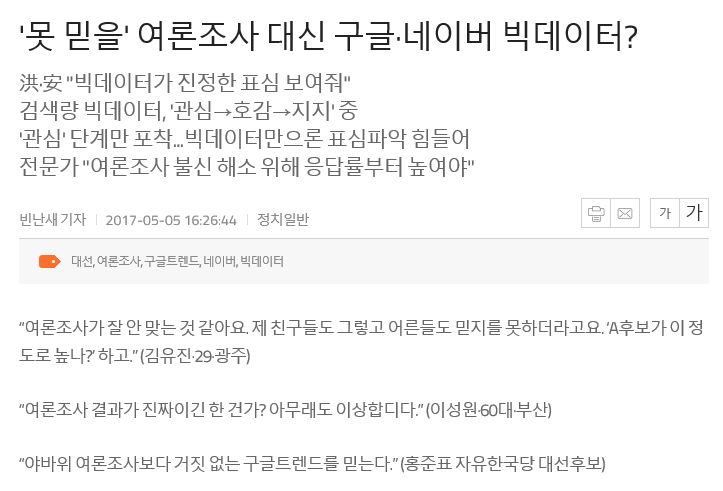 '못 믿을' 여론조사 대신 구글·네이버 빅데이터?
洪·安 "빅데이터가 진정한 표심 보여줘"
검색량 빅데이터, '관심→호감→지지' 중
'관심' 단계만 포착...빅데이터만으론 표심파악 힘들어
전문가 "여론조사 불신 해소 위해 응답률부터 높여야"
빈난새 기자 2017-05-05 16:26:44 정치일반
가 가
대선, 여론조사, 구글트렌드, 네이버, 빅데이터
“여론조사가 잘 안 맞는 것 같아요. 제 친구들도 그렇고 어른들도 믿지를 못하더라고요. ‘A후보가 이 정
도로 높나?’ 하고.” (김유진·29·광주)
“여론조사 결과가 진짜이긴 한 건가? 아무래도 이상합디다.” (이성원·60대·부산)
“야바위 여론조사보다 거짓 없는 구글트렌드를 믿는다.” (홍준표 자유한국당 대선후보)